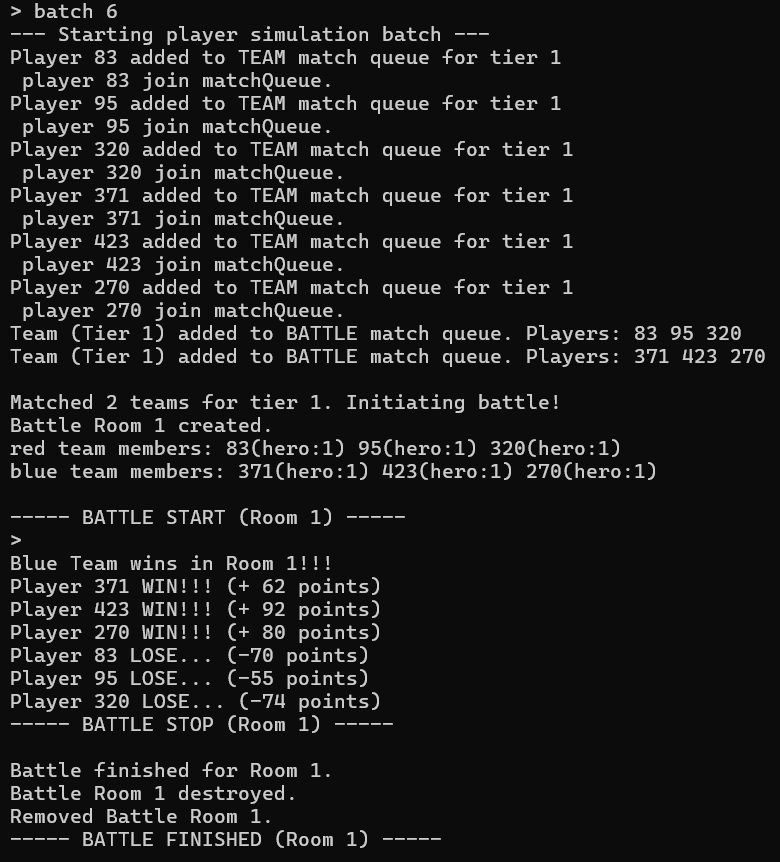 > batch 6
--- Starting player simulation batch ---
Player 83 added to TEAM match queue for tier 1
 player 83 join matchQueue.
Player 95 added to TEAM match queue for tier 1
 player 95 join matchQueue.
Player 320 added to TEAM match queue for tier 1
 player 320 join matchQueue.
Player 371 added to TEAM match queue for tier 1
 player 371 join matchQueue.
Player 423 added to TEAM match queue for tier 1
 player 423 join matchQueue.
Player 270 added to TEAM match queue for tier 1
 player 270 join matchQueue.
Team (Tier 1) added to BATTLE match queue. Players: 83 95 320
Team (Tier 1) added to BATTLE match queue. Players: 371 423 270

Matched 2 teams for tier 1. Initiating battle!
Battle Room 1 created.
red team members: 83(hero:1) 95(hero:1) 320(hero:1)
blue team members: 371(hero:1) 423(hero:1) 270(hero:1)

----- BATTLE START (Room 1) -----
>
Blue Team wins in Room 1!!!
Player 371 WIN!!! (+ 62 points)
Player 423 WIN!!! (+ 92 points)
Player 270 WIN!!! (+ 80 points)
Player 83 LOSE... (-70 points)
Player 95 LOSE... (-55 points)
Player 320 LOSE... (-74 points)
----- BATTLE STOP (Room 1) -----

Battle finished for Room 1.
Battle Room 1 destroyed.
Removed Battle Room 1.
----- BATTLE FINISHED (Room 1) -----